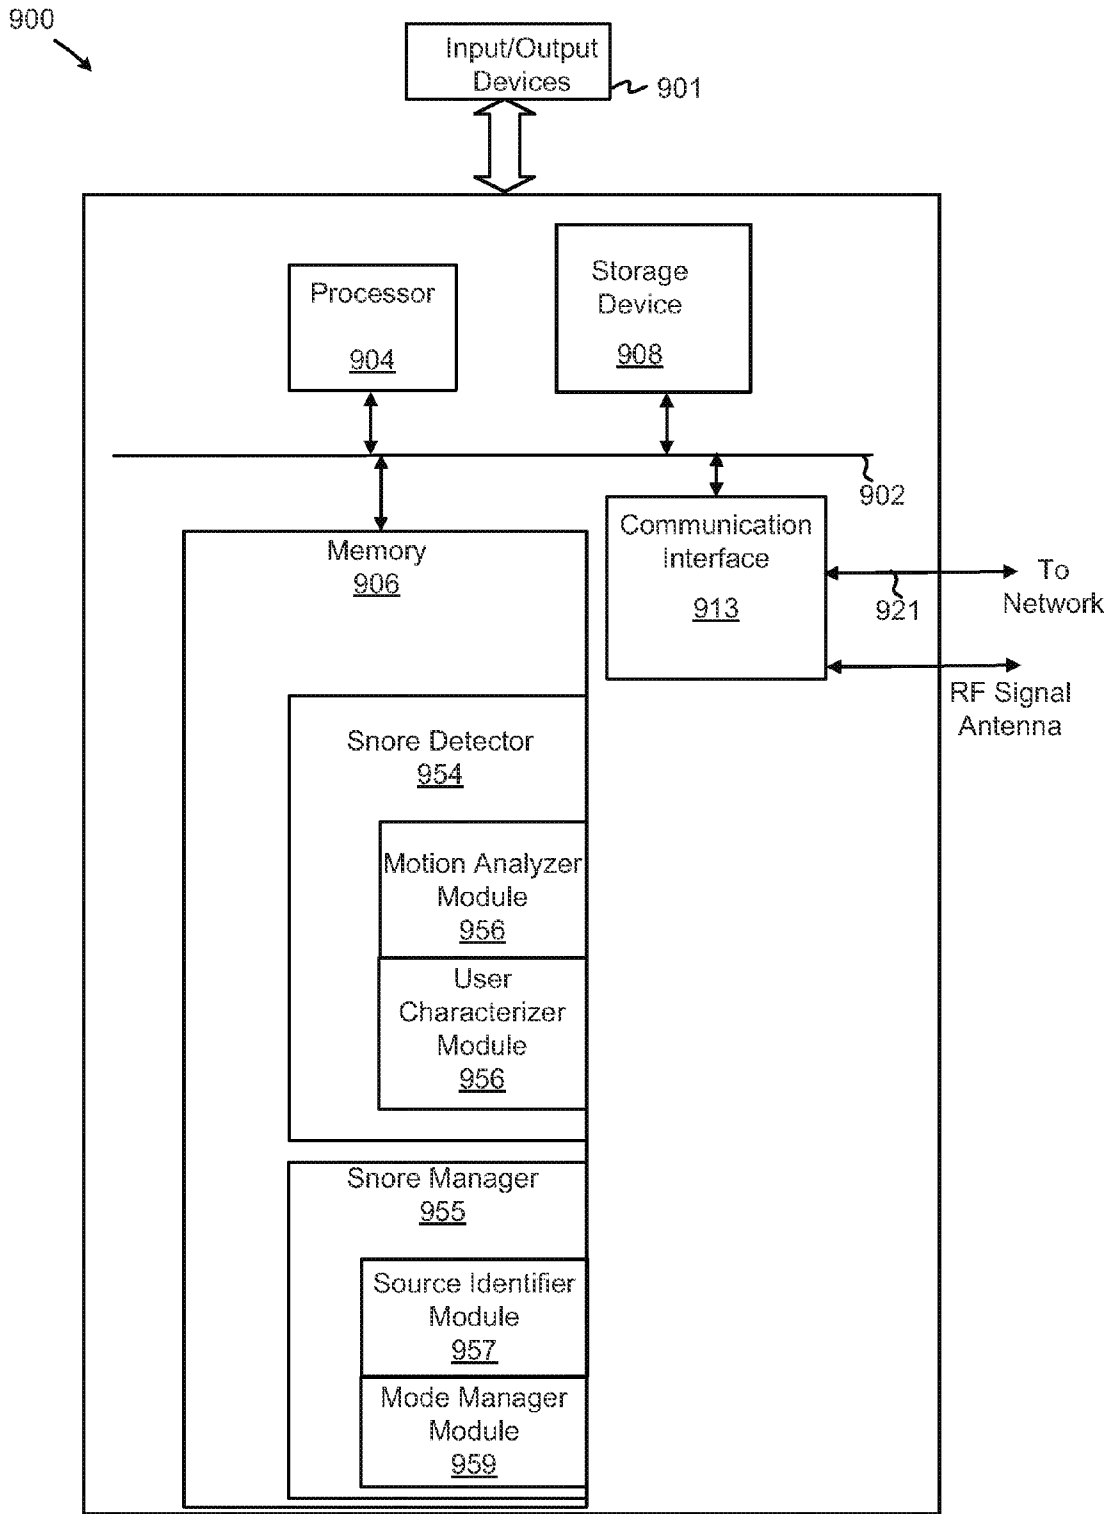 900
Input/Output
Devices
901
Processor
904
Storage
Device
908
902
Memory
906
Communication
Interface
913
921
To
Network
RF Signal
Antenna
Snore Detector
954
Motion Analyzer
Module
956
User
Characterizer
Module
956
Snore Manager
955
Source Identifier
Module
957
Mode Manager
Module
959